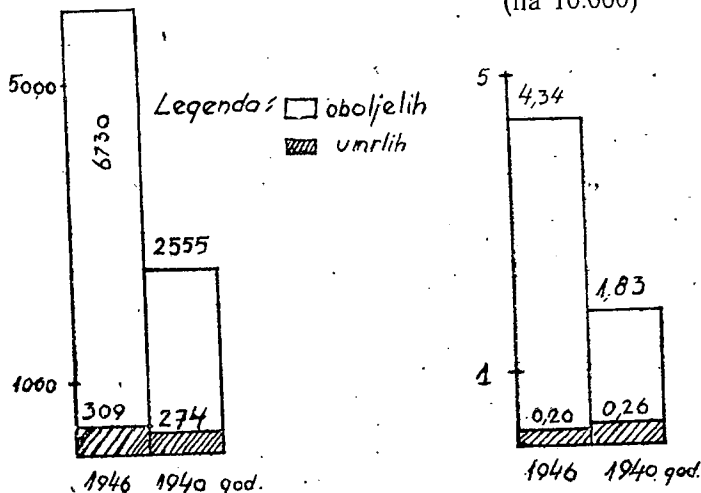 (na 10.000)
5000
6730
Legenda: oboljelih
umrlih
2555
1000
309
274
1946 1940 god.
5
4,34
1,83
1
0,20
0,26
1946 1940 god.